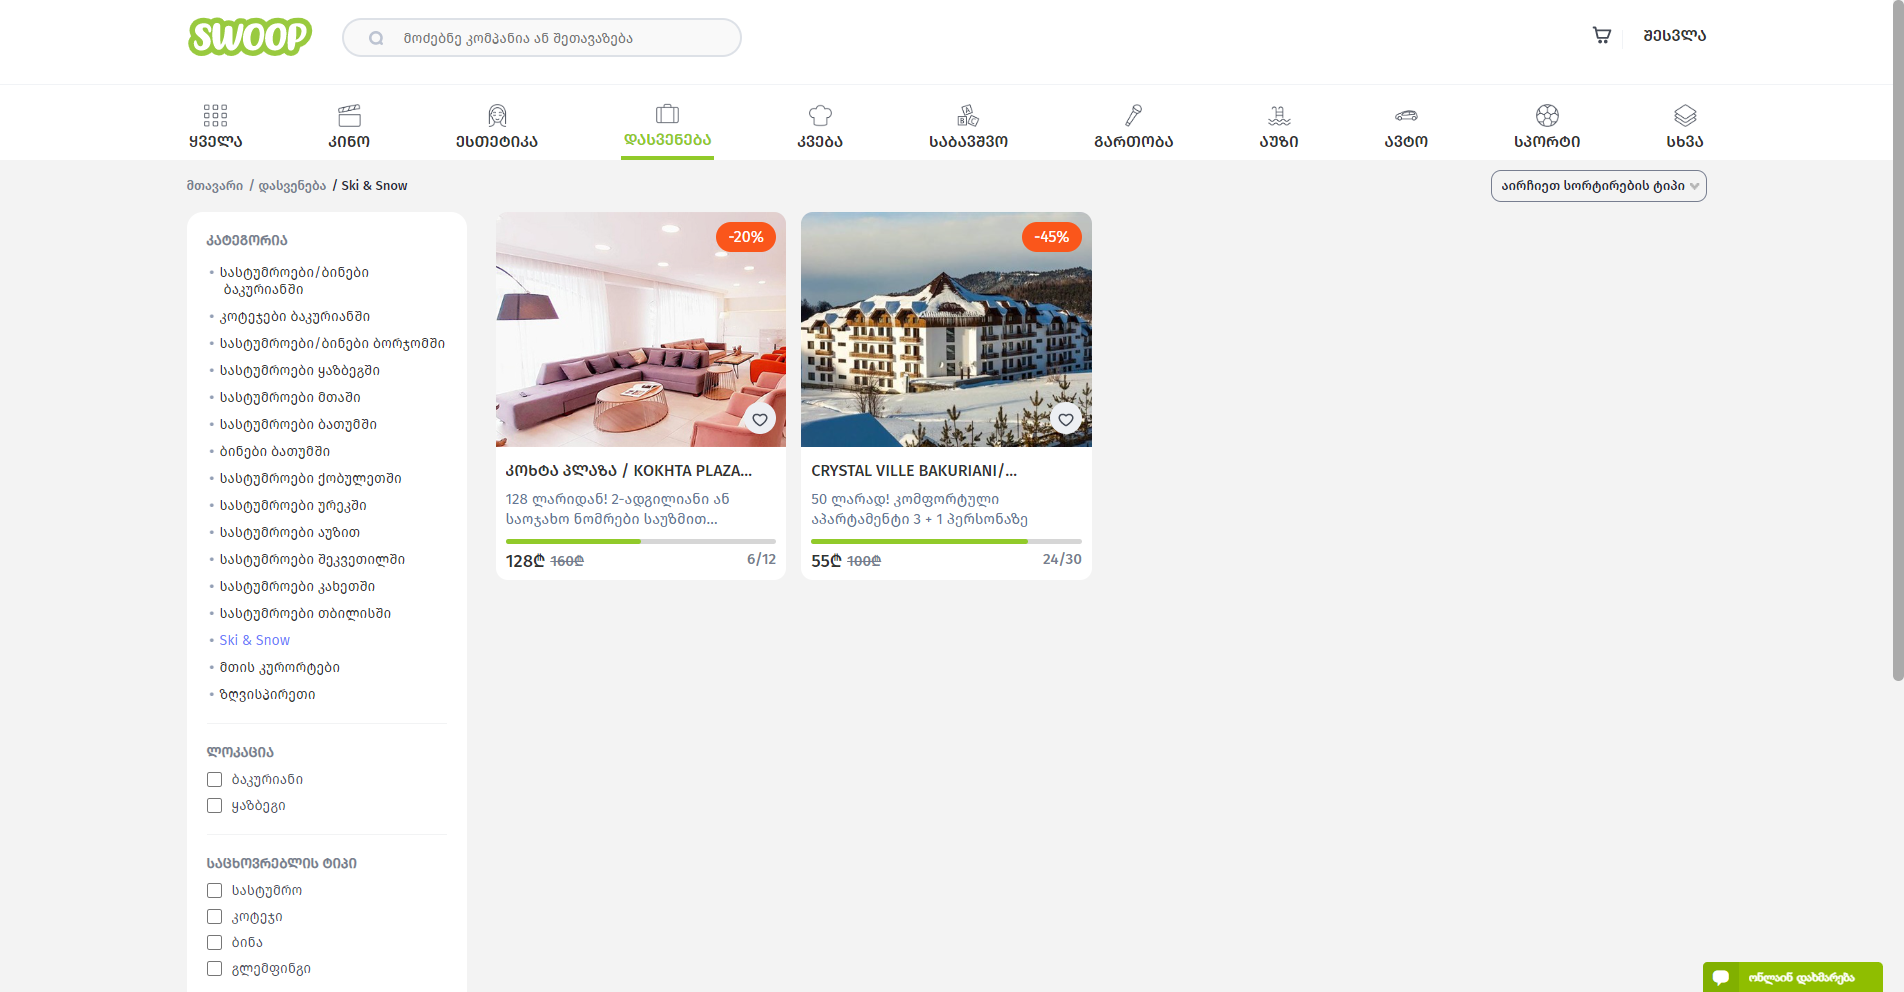 SWOOP
მოძებნე კომპანია ან შეთავაზება
შესვლა
ყველა
კინო
ესთეტიკა
დასვენება
კვება
საბავშვო
გართობა
აუზი
ავტო
სპორტი
სხვა
მთავარი / დასვენება / Ski & Snow
აირჩიეთ სორტირების ტიპი
კატეგორია
• სასტუმროები/ბინები
ბაკურიანში
• კოტეჯები ბაკურიანში
• სასტუმროები/ბინები ბორჯომში
• სასტუმროები ყაზბეგში
• სასტუმროები მთაში
• სასტუმროები ბათუმში
• ბინები ბათუმში
• სასტუმროები ქობულეთში
• სასტუმროები ურეკში
• სასტუმროები აუზით
• სასტუმროები შეკვეთილში
• სასტუმროები კახეთში
• სასტუმროები თბილისში
• Ski & Snow
• მთის კურორტები
• ზღვისპირეთი
ლოკაცია
ბაკურიანი
ყაზბეგი
საცხოვრებლის ტიპი
სასტუმრო
კოტეჯი
ბინა
გლემფინგი
-20%
კოხტა პლაზა / KOKHTA PLAZA...
128 ლარიდან! 2-ადგილიანი ან
საოჯახო ნომრები საუზმით...
128₾ 160₾ 6/12
-45%
CRYSTAL VILLE BAKURIANI/...
50 ლარად! კომფორტული
აპარტამენტი 3 + 1 პერსონაზე
55₾ 100₾ 24/30
ონლაინ დახმარება